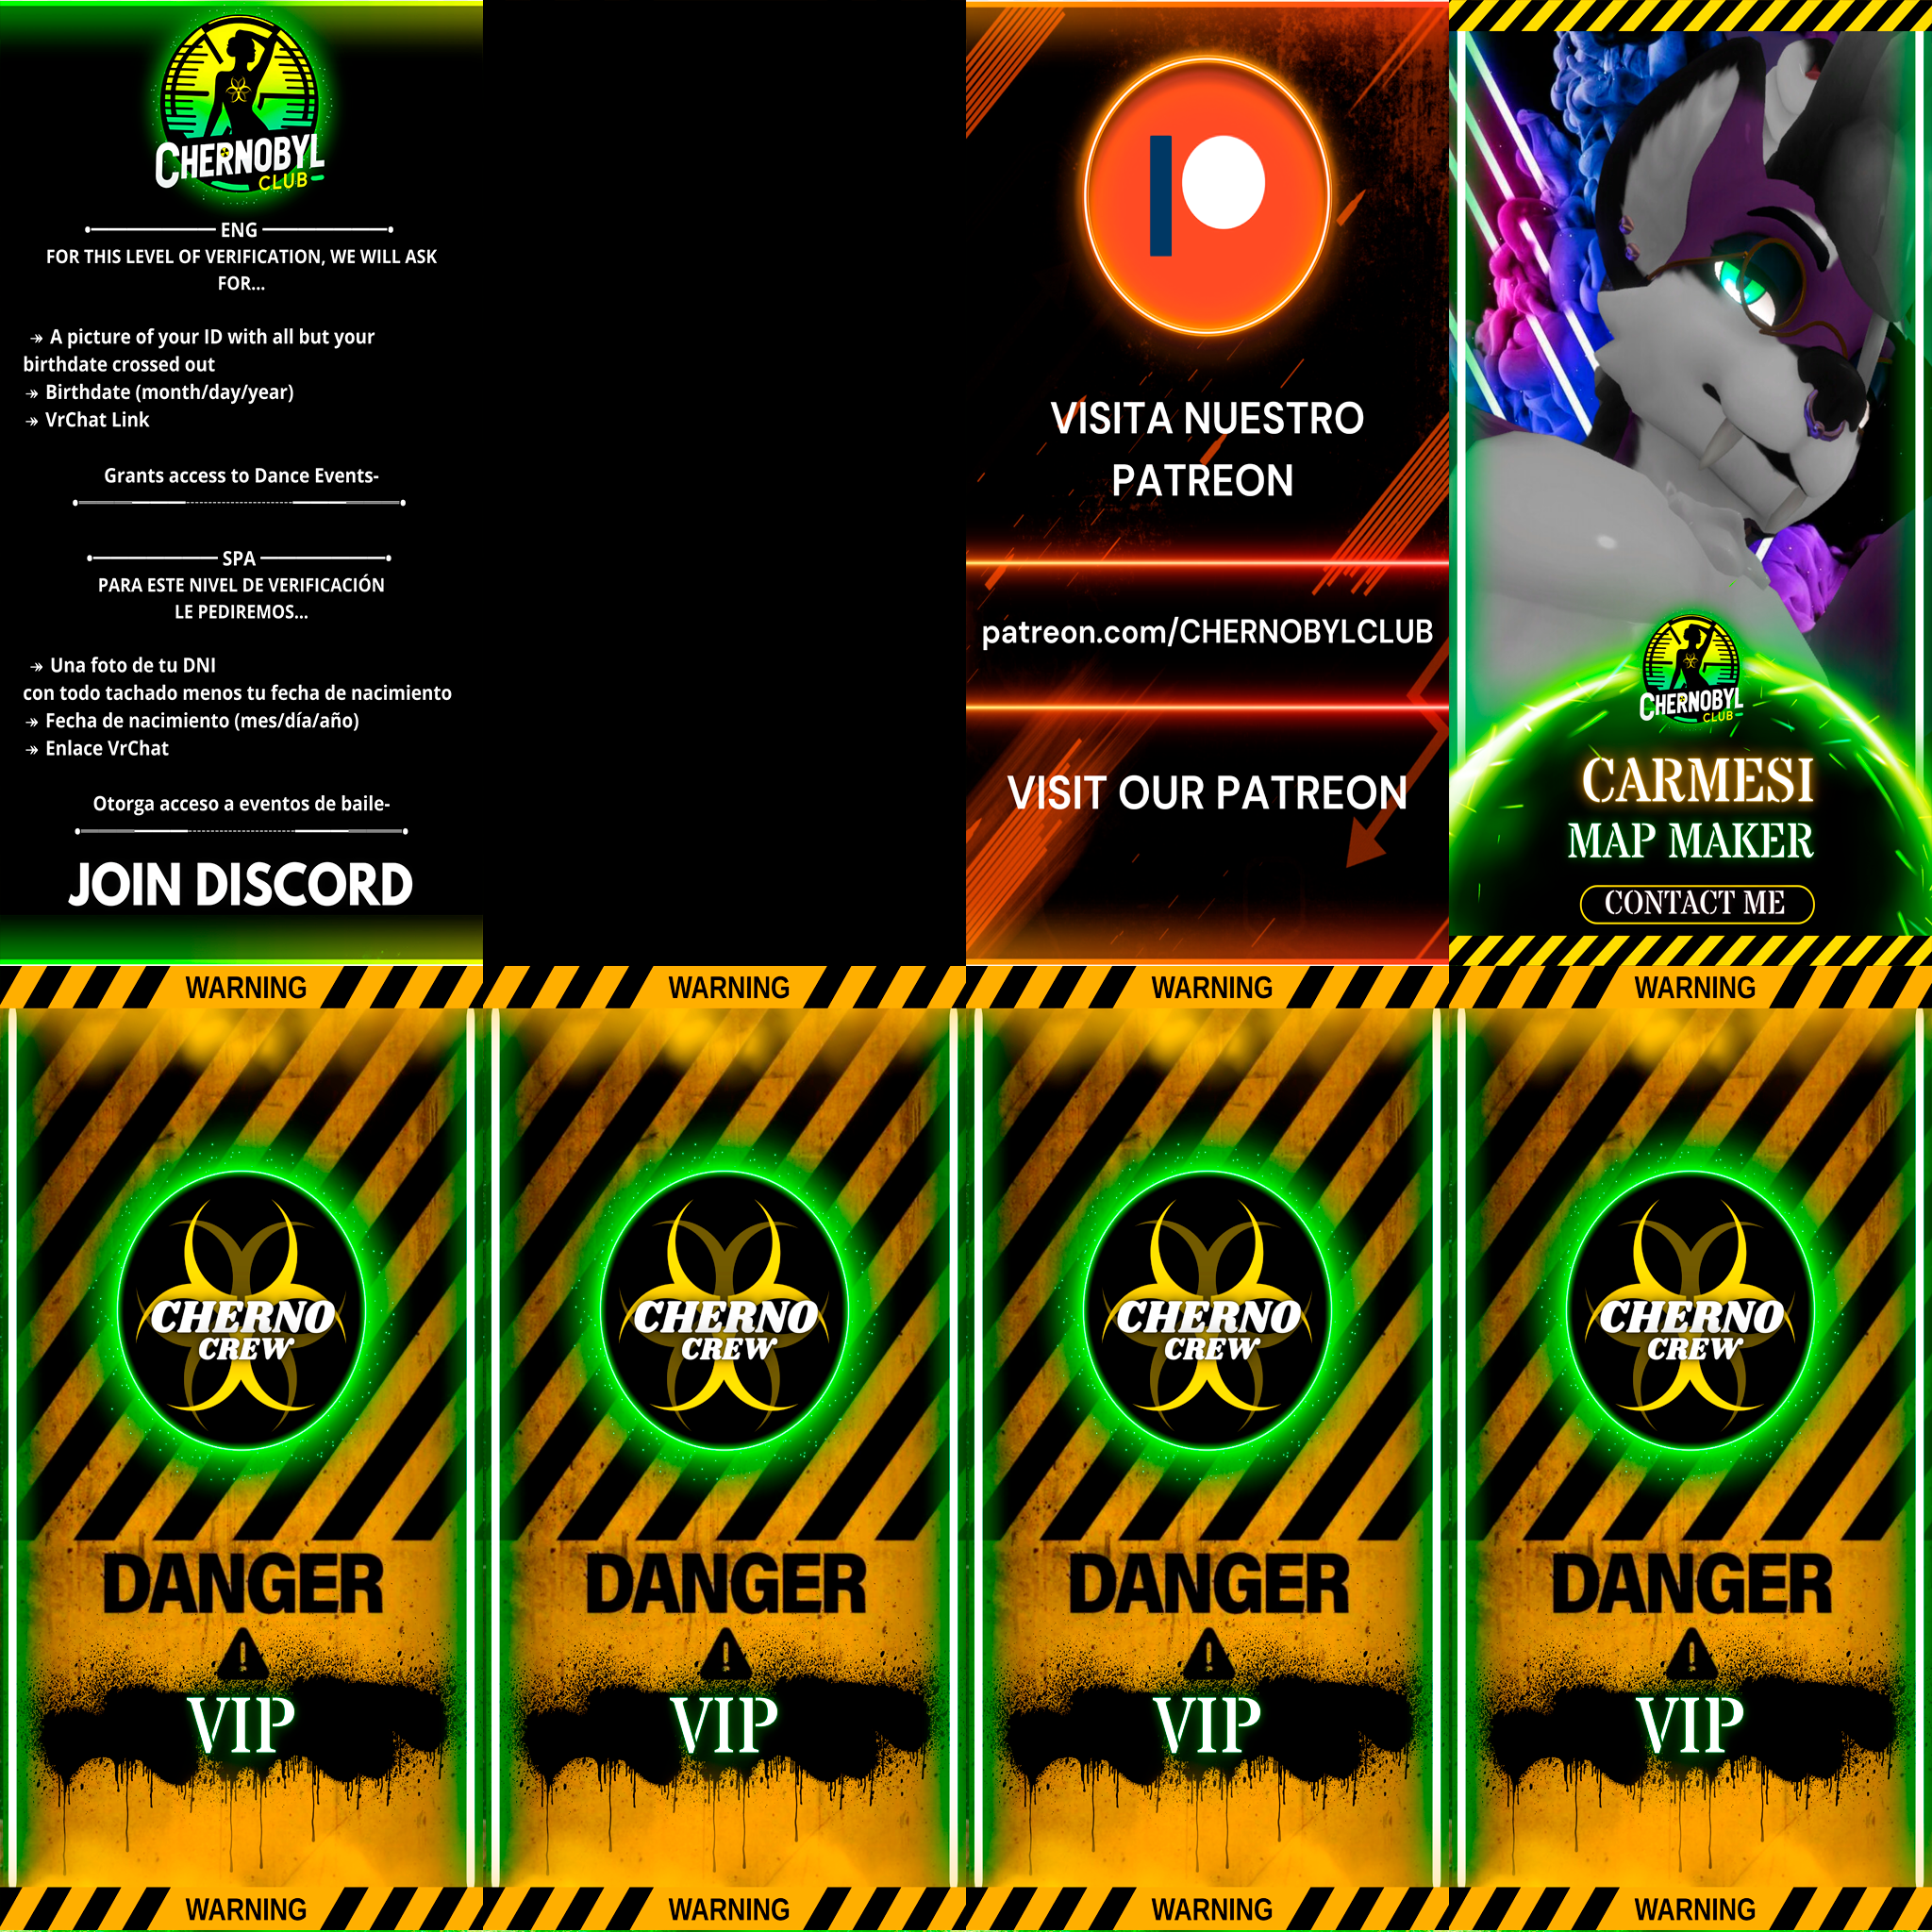 CHERNOBYL
CLUB
ENG
FOR THIS LEVEL OF VERIFICATION, WE WILL ASK
FOR...
↠ A picture of your ID with all but your
birthdate crossed out
↠ Birthdate (month/day/year)
↠ VrChat Link
Grants access to Dance Events-
SPA
PARA ESTE NIVEL DE VERIFICACIÓN
LE PEDIREMOS...
↠ Una foto de tu DNI
con todo tachado menos tu fecha de nacimiento
↠ Fecha de nacimiento (mes/día/año)
↠ Enlace VrChat
Otorga acceso a eventos de baile-
JOIN DISCORD
VISITA NUESTRO
PATREON
patreon.com/CHERNOBYLCLUB
VISIT OUR PATREON
CHERNOBYL
CLUB
CARMESI
MAP MAKER
CONTACT ME
WARNING
CHERNO
CREW
DANGER
VIP
WARNING
WARNING
CHERNO
CREW
DANGER
VIP
WARNING
WARNING
CHERNO
CREW
DANGER
VIP
WARNING
WARNING
CHERNO
CREW
DANGER
VIP
WARNING